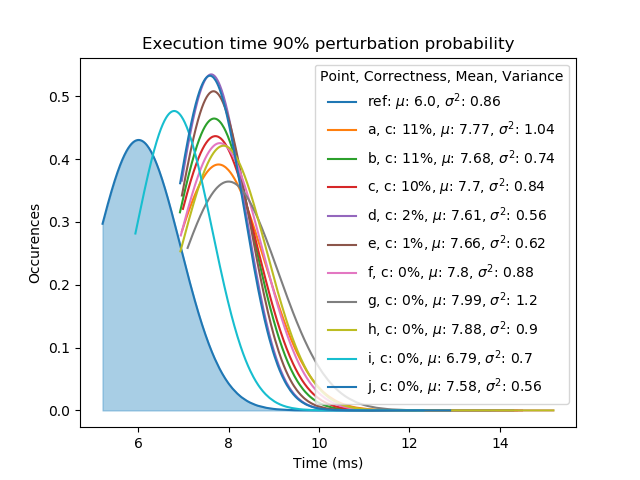 Execution time 90% perturbation probability
Point, Correctness, Mean, Variance
ref: μ: 6.0, σ²: 0.86
a, c: 11%, μ: 7.77, σ²: 1.04
b, c: 11%, μ: 7.68, σ²: 0.74
c, c: 10%, μ: 7.7, σ²: 0.84
d, c: 2%, μ: 7.61, σ²: 0.56
e, c: 1%, μ: 7.66, σ²: 0.62
f, c: 0%, μ: 7.8, σ²: 0.88
g, c: 0%, μ: 7.99, σ²: 1.2
h, c: 0%, μ: 7.88, σ²: 0.9
i, c: 0%, μ: 6.79, σ²: 0.7
j, c: 0%, μ: 7.58, σ²: 0.56
Occurences
0.5
0.4
0.3
0.2
0.1
0.0
6 8 10 12 14
Time (ms)